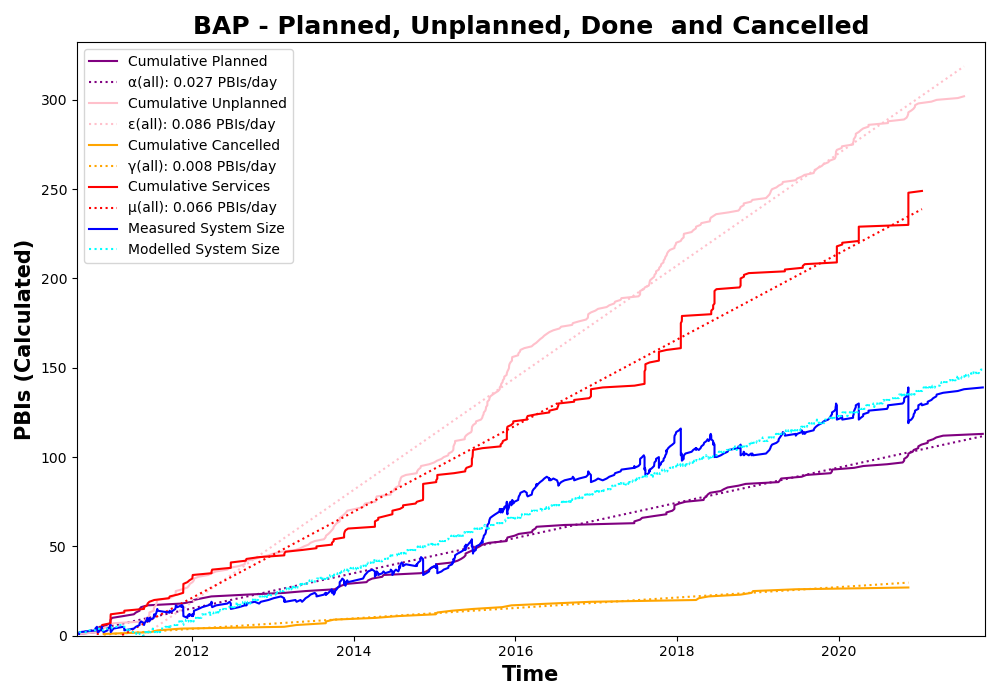 BAP - Planned, Unplanned, Done  and Cancelled
Cumulative Planned
α(all): 0.027 PBIs/day
Cumulative Unplanned
ε(all): 0.086 PBIs/day
Cumulative Cancelled
γ(all): 0.008 PBIs/day
Cumulative Services
μ(all): 0.066 PBIs/day
Measured System Size
Modelled System Size
PBIs (Calculated)
300
250
200
150
100
50
0
2012
2014
2016
2018
2020
Time